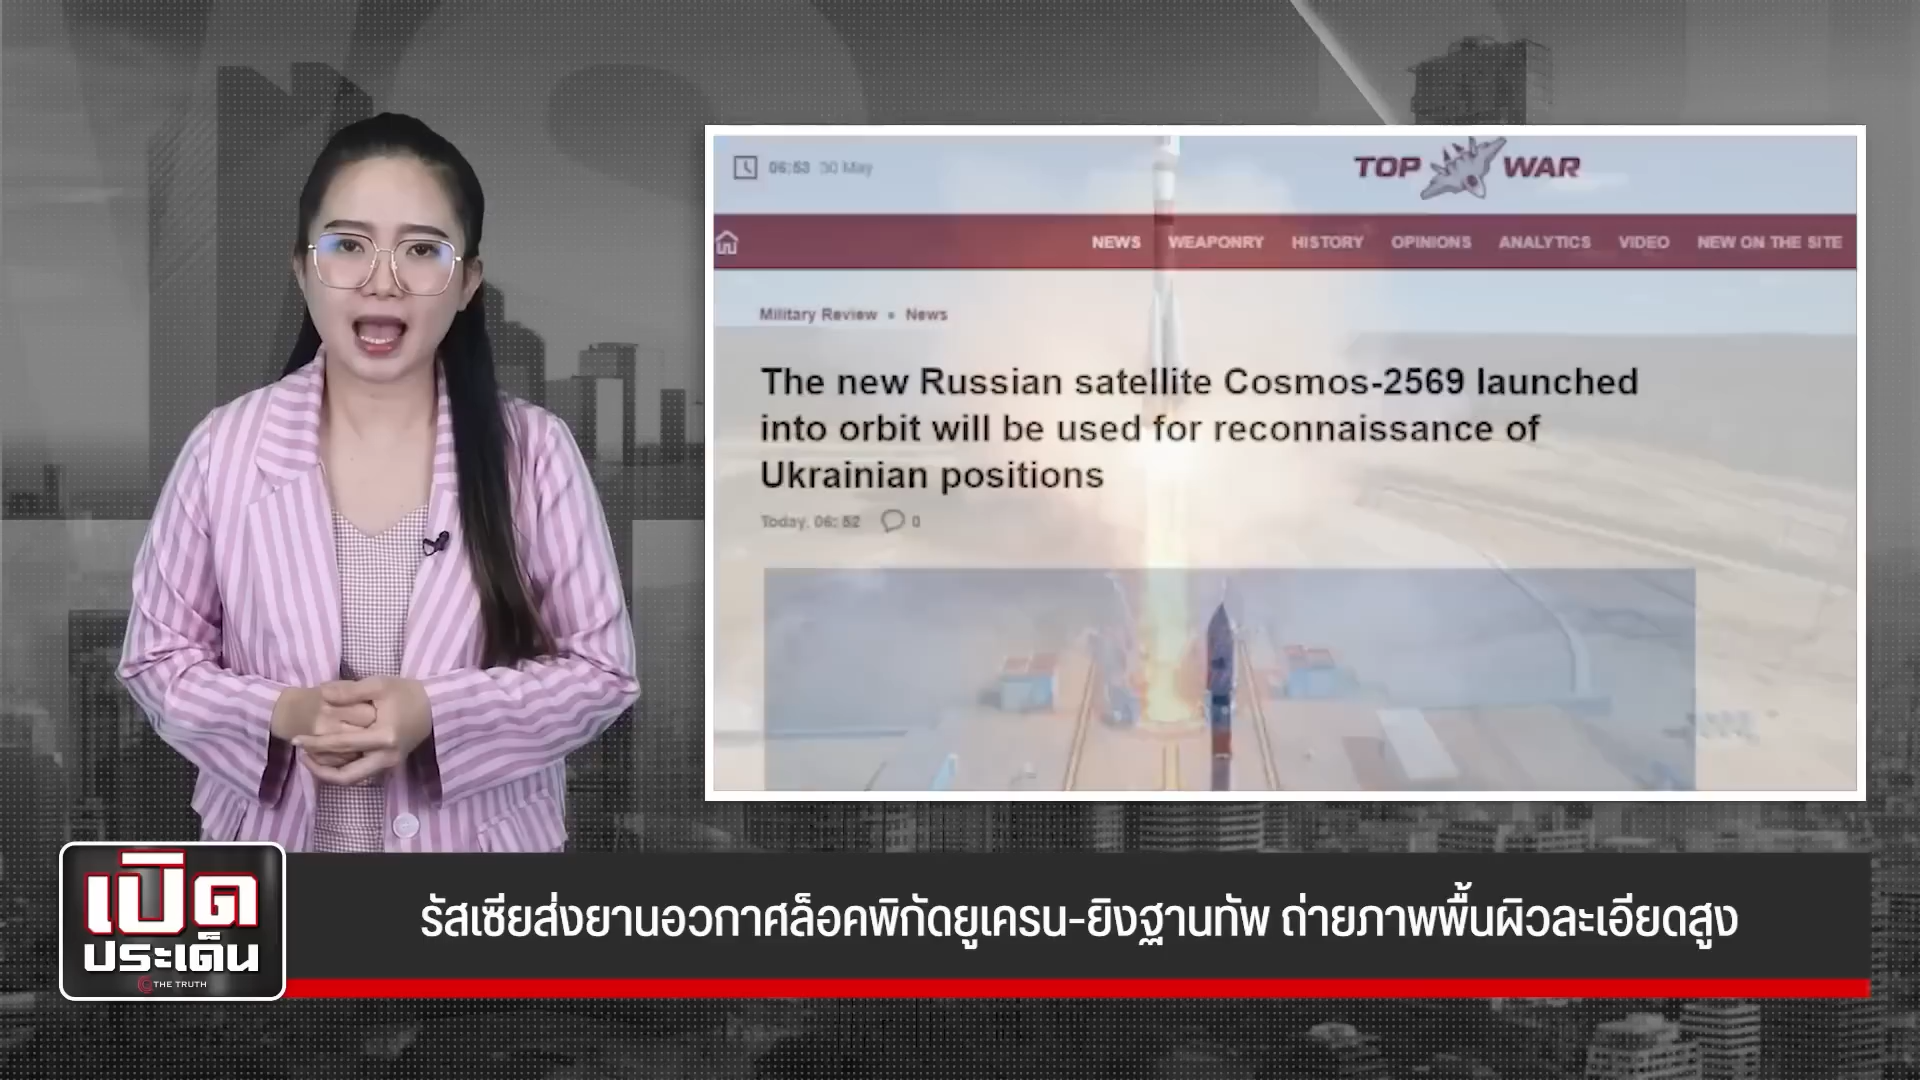 06:53 30 May
TOP WAR
NEWS WEAPONRY HISTORY OPINIONS ANALYTICS VIDEO NEW ON THE SITE
Military Review • News
The new Russian satellite Cosmos-2569 launched
into orbit will be used for reconnaissance of
Ukrainian positions
Today, 06:52 0
เปิด
ประเด็น
THE TRUTH
รัสเซียส่งยานอวกาศล็อคพิกัดยูเครน-ยิงฐานทัพ ถ่ายภาพพื้นผิวละเอียดสูง